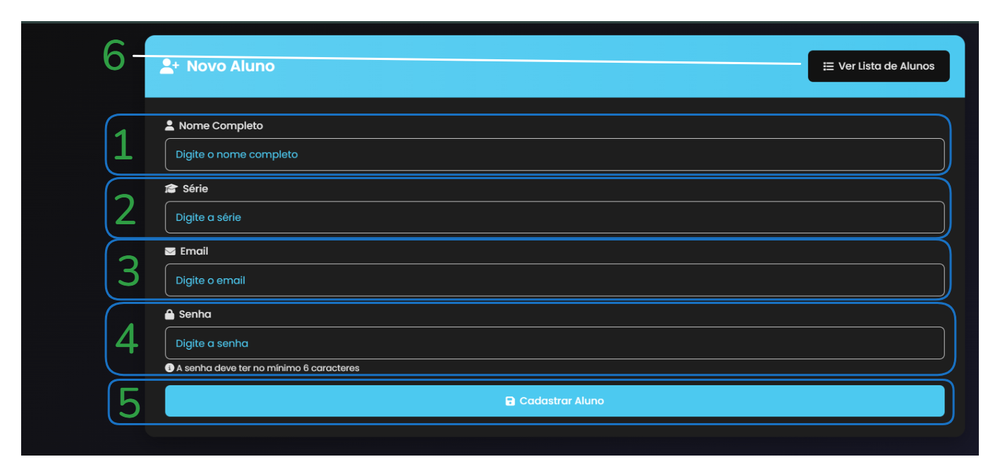 6
Novo Aluno
Ver Lista de Alunos
1
Nome Completo
Digite o nome completo
2
Série
Digite a série
3
Email
Digite o email
4
Senha
Digite a senha
A senha deve ter no mínimo 6 caracteres
5
Cadastrar Aluno